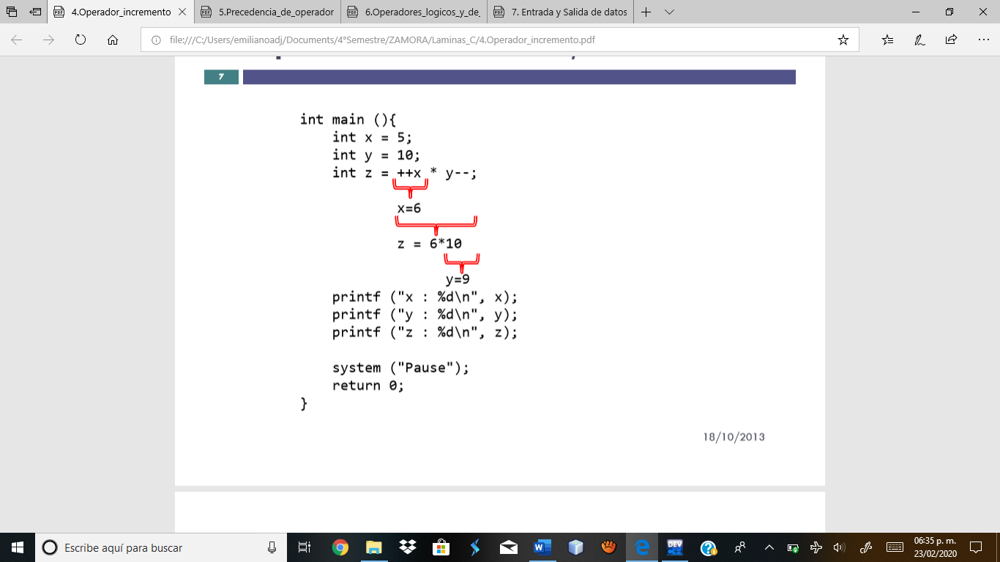 4.Operador_incremento
5.Precedencia_de_operador
6.Operadores_logicos_y_de_
7. Entrada y Salida de datos
file:///C:/Users/emilianoadj/Documents/4°Semestre/ZAMORA/Laminas_C/4.Operador_incremento.pdf
7
int main (){
int x = 5;
int y = 10;
int z = ++x * y--;
x=6
z = 6*10
y=9
printf ("x : %d\n", x);
printf ("y : %d\n", y);
printf ("z : %d\n", z);
system ("Pause");
return 0;
}
18/10/2013
Escribe aquí para buscar
DEV
06:35 p. m.
23/02/2020